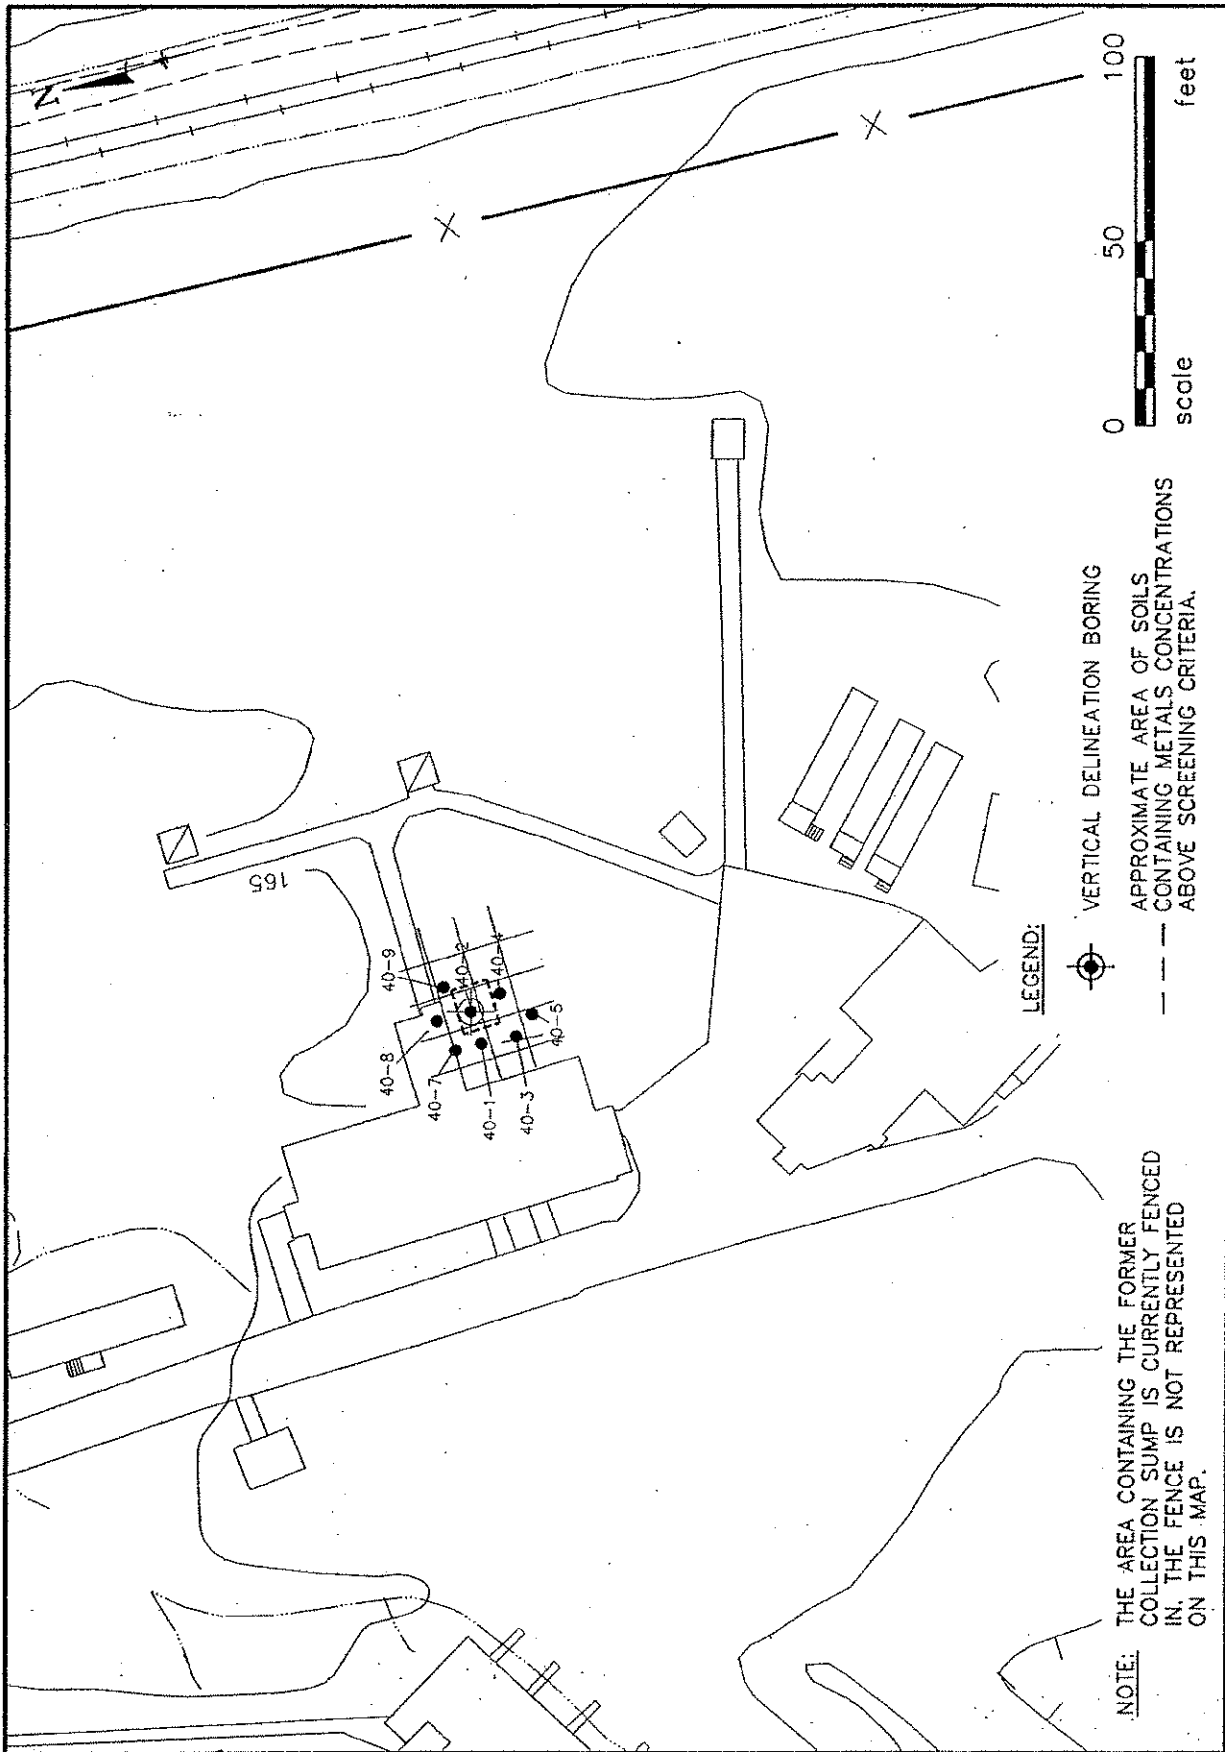 N
165
40-9
40-8
40-7
40-2
40-4
40-1
40-5
40-3
LEGEND:
VERTICAL DELINEATION BORING
APPROXIMATE AREA OF SOILS
CONTAINING METALS CONCENTRATIONS
ABOVE SCREENING CRITERIA.
0 50 100
scale feet
NOTE: THE AREA CONTAINING THE FORMER
COLLECTION SUMP IS CURRENTLY FENCED
IN. THE FENCE IS NOT REPRESENTED
ON THIS MAP.